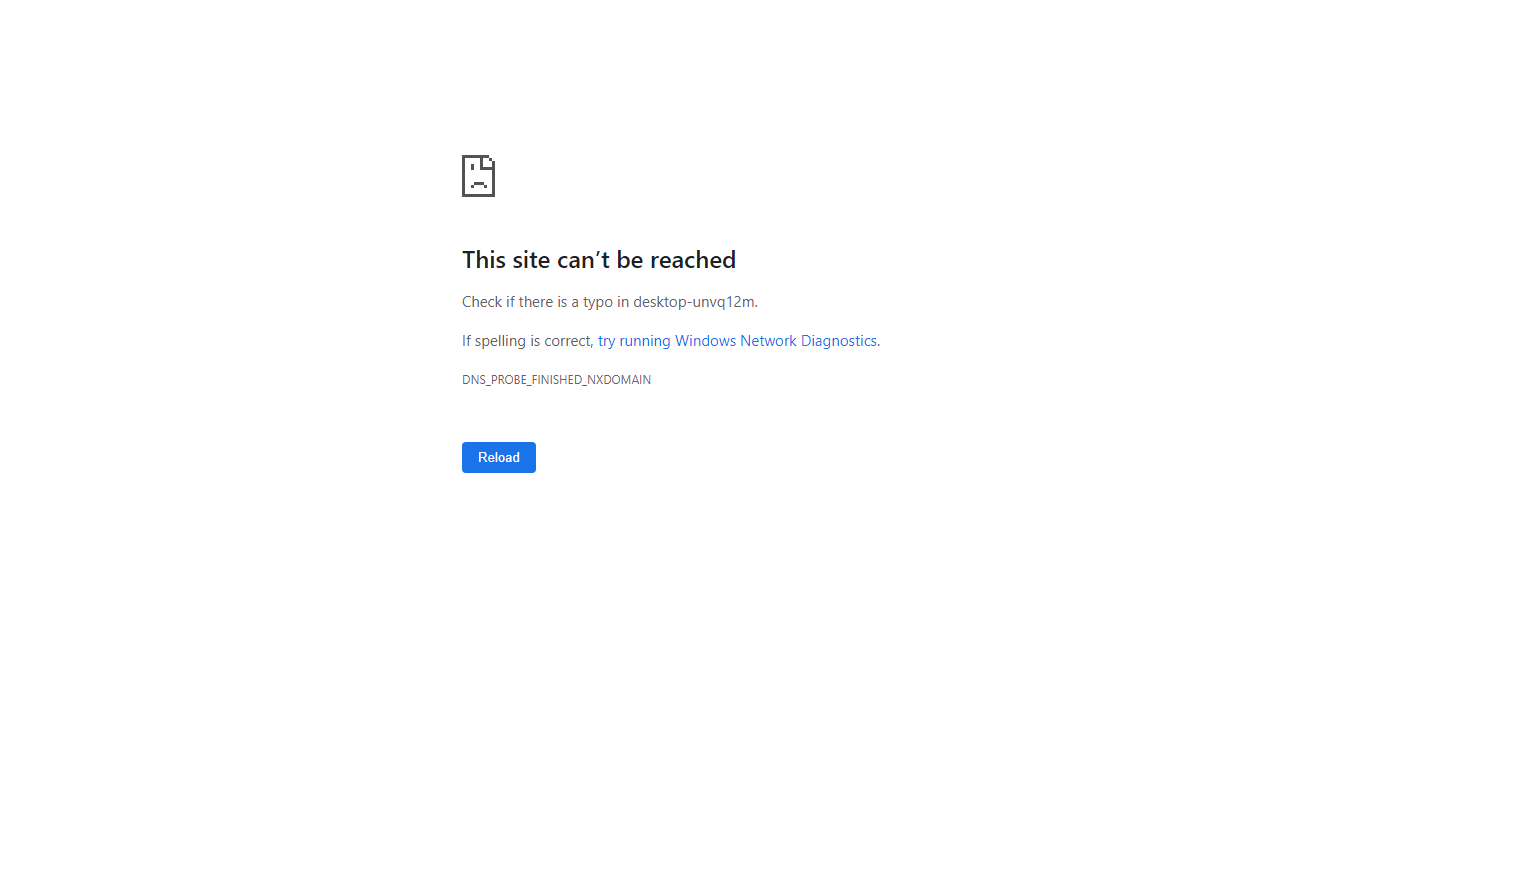 This site can’t be reached
Check if there is a typo in desktop-unvq12m.
If spelling is correct, try running Windows Network Diagnostics.
DNS_PROBE_FINISHED_NXDOMAIN
Reload